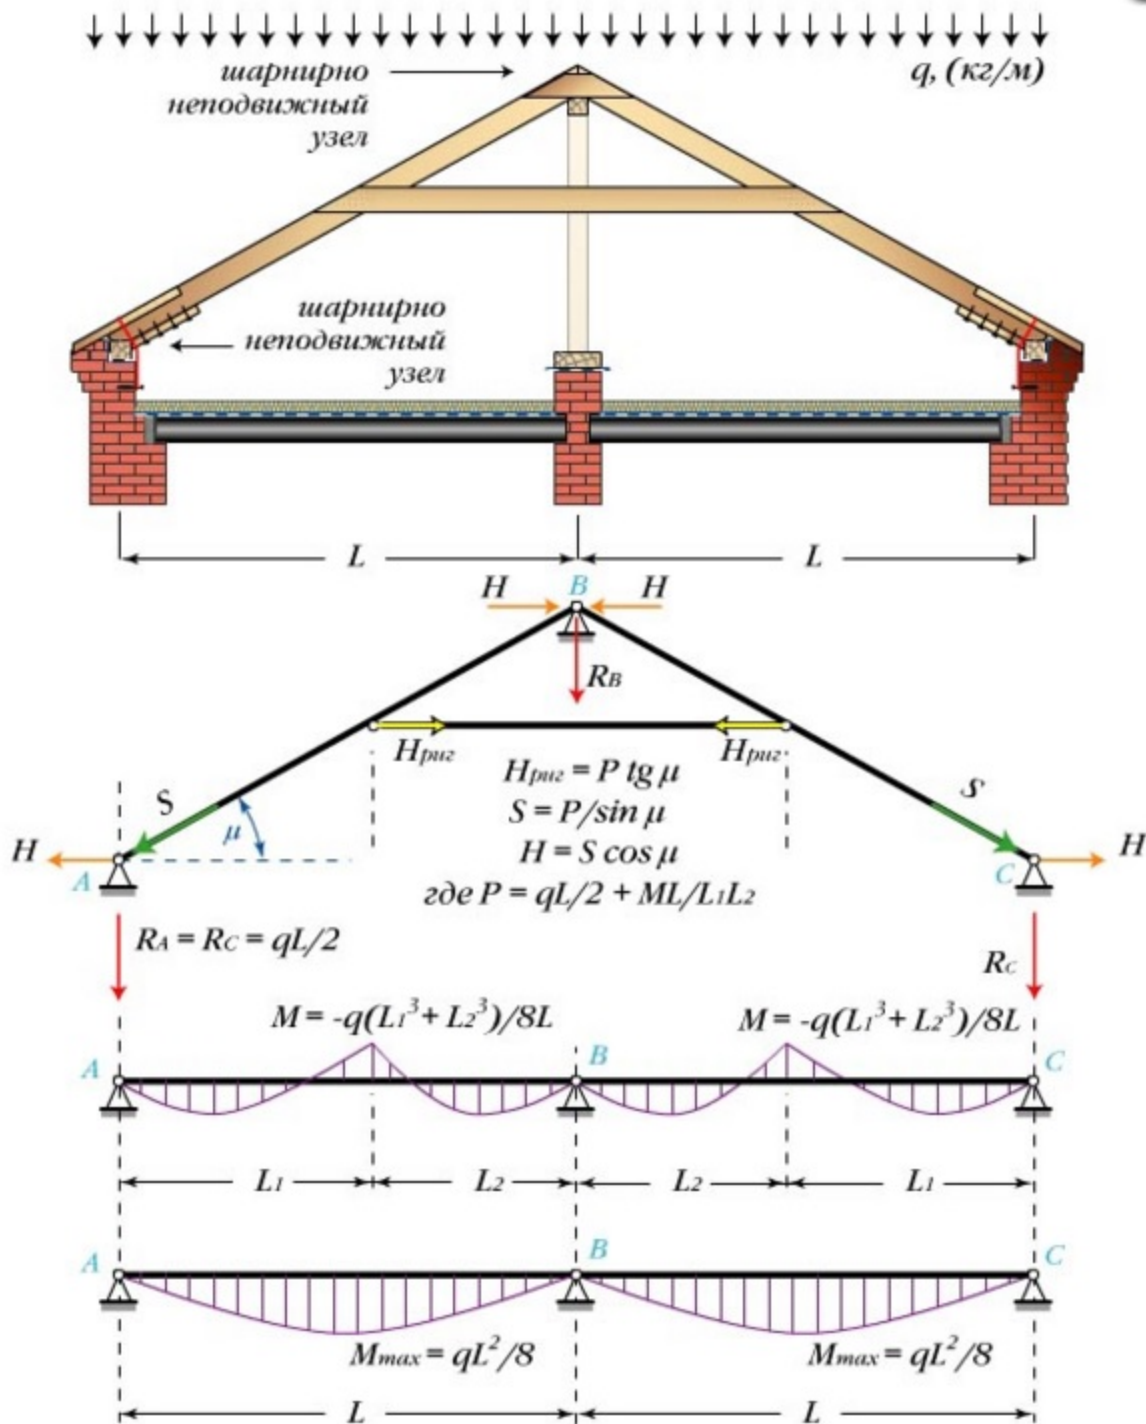 q, (кг/м)
шарнирно
неподвижный
узел
шарнирно
неподвижный
узел
L L
H B H
RB
Hриг Hриг
Hриг = P tg μ
S = P/sin μ
H = S cos μ
где P = qL/2 + ML/L1L2
S S
μ
H H
A C
RA = RC = qL/2
RC
M = -q(L1³ + L2³)/8L M = -q(L1³ + L2³)/8L
A B C
L1 L2 L2 L1
A B C
Mmax = qL²/8 Mmax = qL²/8
L L